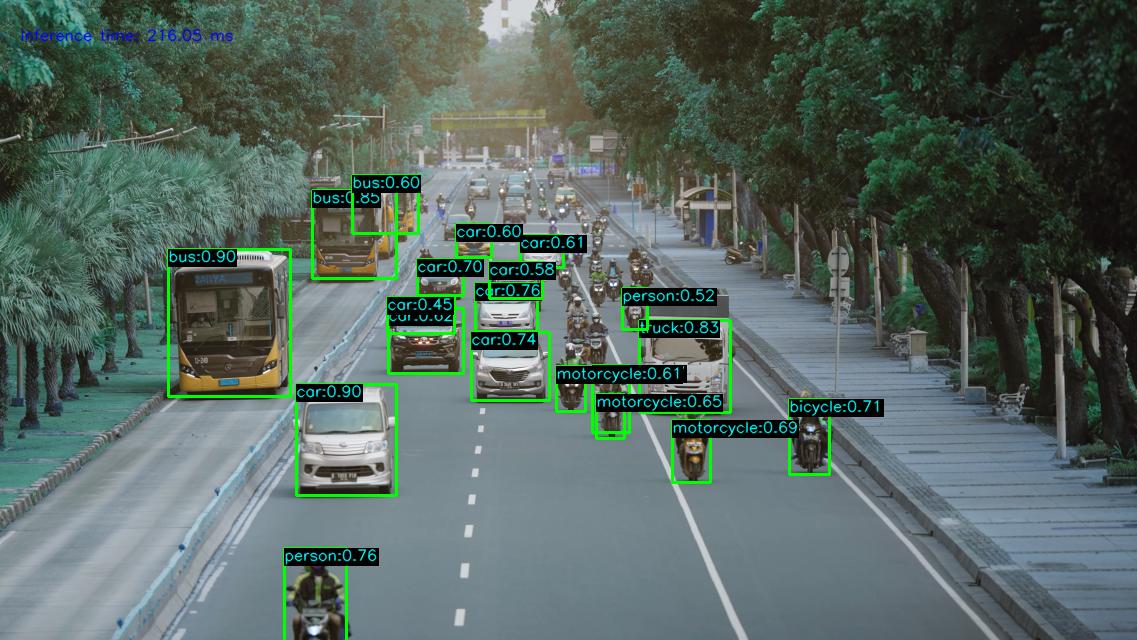 Inference time: 216.05 ms
bus:0.60
bus:0.85
car:0.60
car:0.61
bus:0.90
car:0.70
car:0.58
car:0.76
person:0.52
car:0.45
car:0.62
truck:0.83
car:0.74
motorcycle:0.61
car:0.90
motorcycle:0.65
bicycle:0.71
motorcycle:0.69
person:0.76